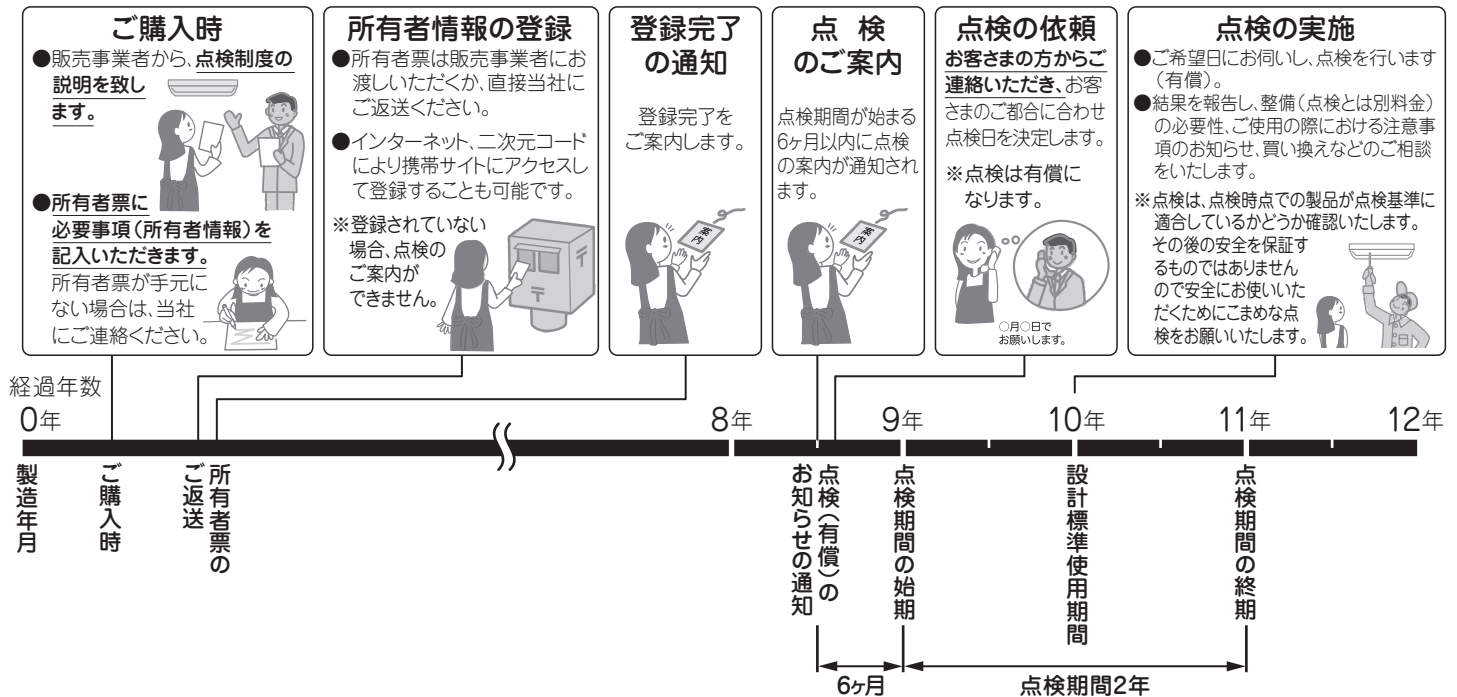 ご購入時
●販売事業者から、点検制度の
説明を致し
ます。
●所有者票に
必要事項(所有者情報)を
記入いただきます。
所有者票が手元に
ない場合は、当社
にご連絡ください。
所有者情報の登録
●所有者票は販売事業者にお
渡しいただくか、直接当社に
ご返送ください。
●インターネット、二次元コード
により携帯サイトにアクセスし
て登録することも可能です。
※登録されていない
場合、点検の
ご案内が
できません。
〒
〒
登録完了
の通知
登録完了を
ご案内します。
案内
点検
のご案内
点検期間が始まる
6ヶ月以内に点検
の案内が通知され
ます。
案内
点検の依頼
お客さまの方からご
連絡いただき、お客
さまのご都合に合わせ
点検日を決定します。
※点検は有償に
なります。
○月○日で
お願いします。
点検の実施
●ご希望日にお伺いし、点検を行います
(有償)。
●結果を報告し、整備(点検とは別料金)
の必要性、ご使用の際における注意事
項のお知らせ、買い換えなどのご相談
をいたします。
※点検は、点検時点での製品が点検基準に
適合しているかどうか確認いたします。
その後の安全を保証す
るものではありません
ので安全にお使いいた
だくためにこまめな点
検をお願いいたします。
経過年数
0年
8年
9年
10年
11年
12年
製造年月
ご購入時
所有者票の
ご返送
点検(有償)の
お知らせの通知
点検期間の始期
設計標準使用期間
点検期間の終期
6ヶ月
点検期間2年